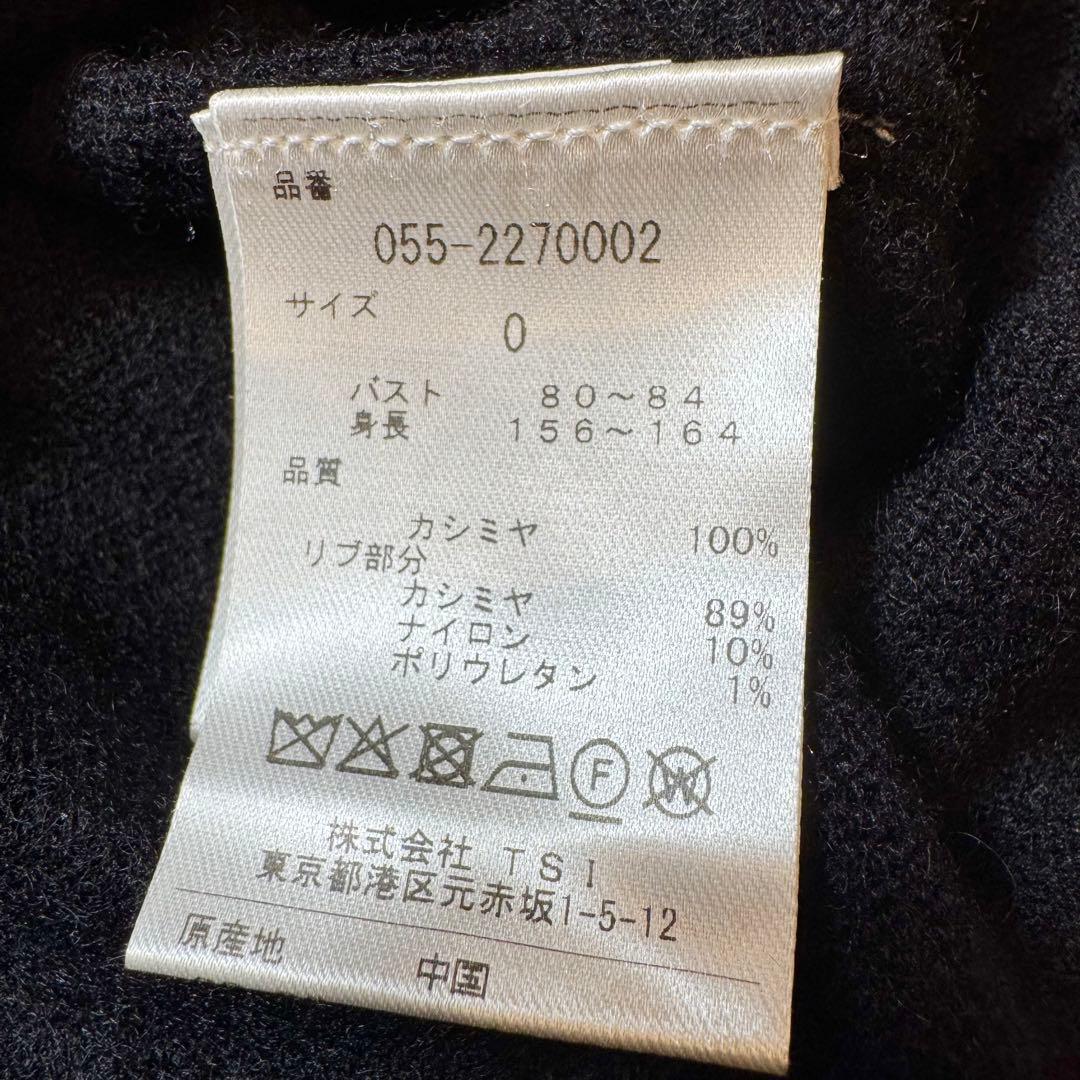 品番
055-2270002
サイズ
0
バスト 80～84
身長 156～164
品質
カシミヤ 100%
リブ部分
カシミヤ 89%
ナイロン 10%
ポリウレタン 1%
F W
株式会社 TSI
東京都港区元赤坂1-5-12
原産地 中国